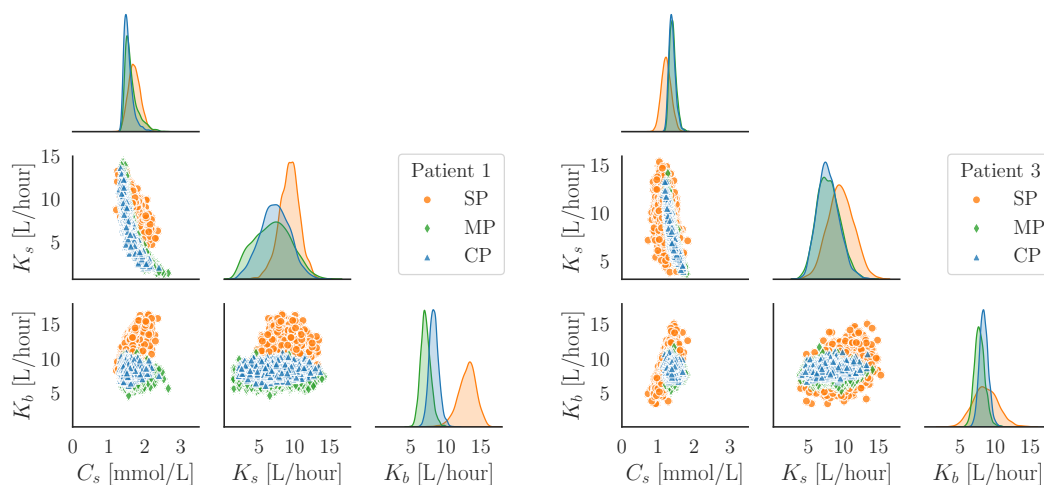 Patient 1
SP
MP
CP
K_s [L/hour]
15
10
5
K_b [L/hour]
15
10
5
0 1 2 3
C_s [mmol/L]
5 10 15
K_s [L/hour]
5 10 15
K_b [L/hour]
Patient 3
SP
MP
CP
K_s [L/hour]
15
10
5
K_b [L/hour]
15
10
5
0 1 2 3
C_s [mmol/L]
5 10 15
K_s [L/hour]
5 10 15
K_b [L/hour]